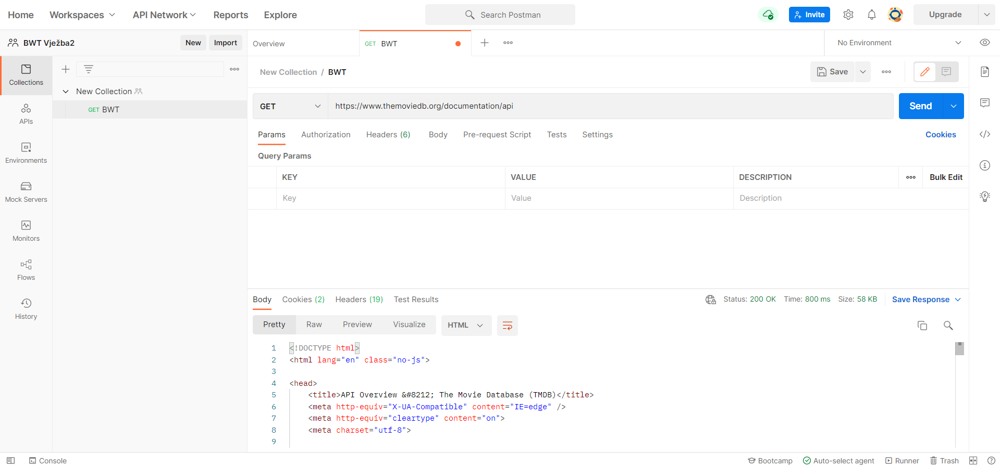 Home Workspaces API Network Reports Explore Search Postman Invite Upgrade
BWT Vježba2 New Import Overview GET BWT No Environment
New Collection / BWT Save
Collections
New Collection
GET BWT
GET https://www.themoviedb.org/documentation/api Send
APIs
Params Authorization Headers (6) Body Pre-request Script Tests Settings Cookies
Query Params
Environments
KEY VALUE DESCRIPTION Bulk Edit
Key Value Description
Mock Servers
Monitors
Flows
History
Body Cookies (2) Headers (19) Test Results Status: 200 OK Time: 800 ms Size: 58 KB Save Response
Pretty Raw Preview Visualize HTML
1 <!DOCTYPE html>
2 <html lang="en" class="no-js">
3
4 <head>
5 <title>API Overview &#8212; The Movie Database (TMDB)</title>
6 <meta http-equiv="X-UA-Compatible" content="IE=edge" />
7 <meta http-equiv="cleartype" content="on">
8 <meta charset="utf-8">
9
Console Bootcamp Auto-select agent Runner Trash